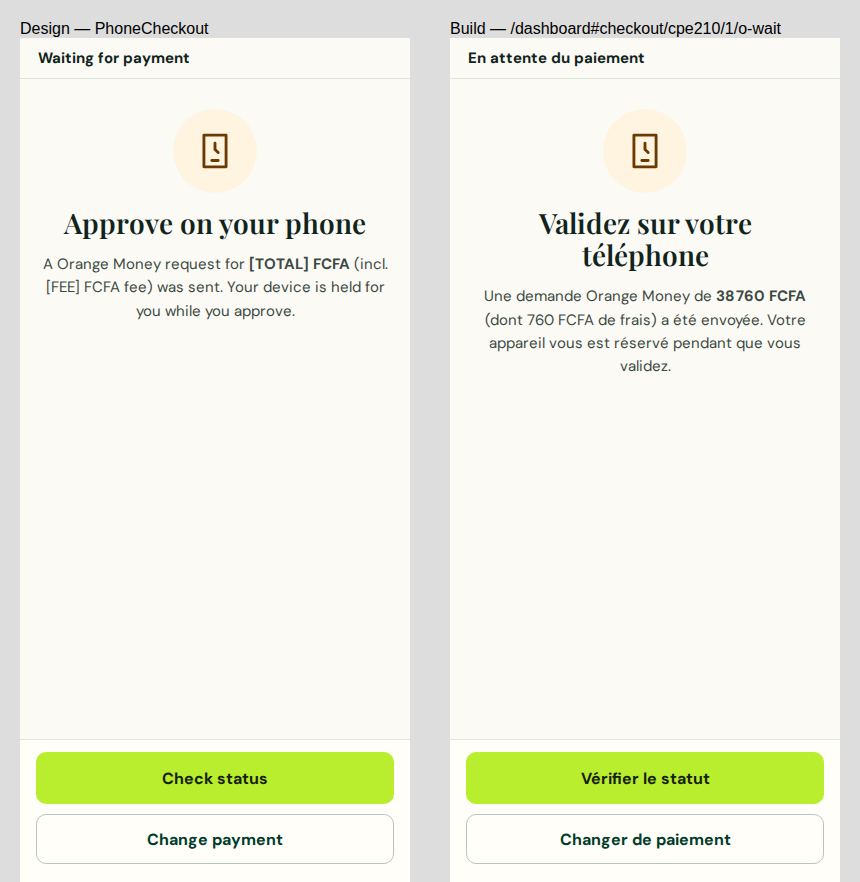 Design — PhoneCheckout
Waiting for payment
Approve on your phone
A Orange Money request for [TOTAL] FCFA (incl.
[FEE] FCFA fee) was sent. Your device is held for
you while you approve.
Check status
Change payment
Build — /dashboard#checkout/cpe210/1/o-wait
En attente du paiement
Validez sur votre
téléphone
Une demande Orange Money de 38 760 FCFA
(dont 760 FCFA de frais) a été envoyée. Votre
appareil vous est réservé pendant que vous
validez.
Vérifier le statut
Changer de paiement